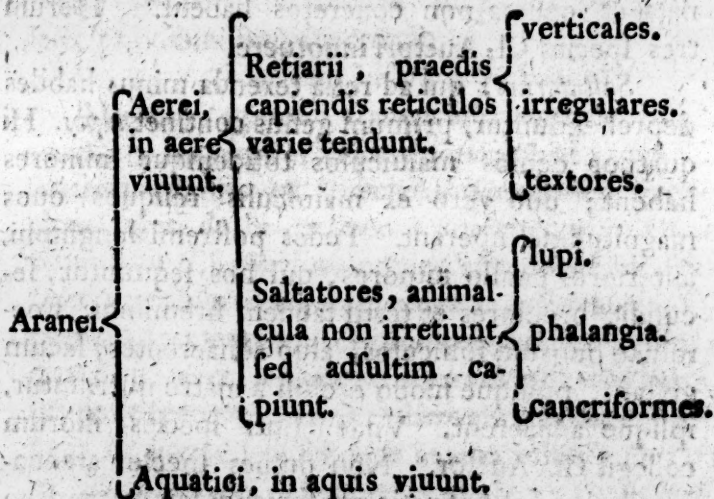 Aranei.
Aerei,
in aere
viuunt.
Retiarii, praedis
capiendis reticulos
varie tendunt.
verticales.
irregulares.
textores.
Saltatores, animal-
cula non irretiunt,
ſed adſultim ca-
piunt.
lupi.
phalangia.
cancriformes.
Aquatici, in aquis viuunt.